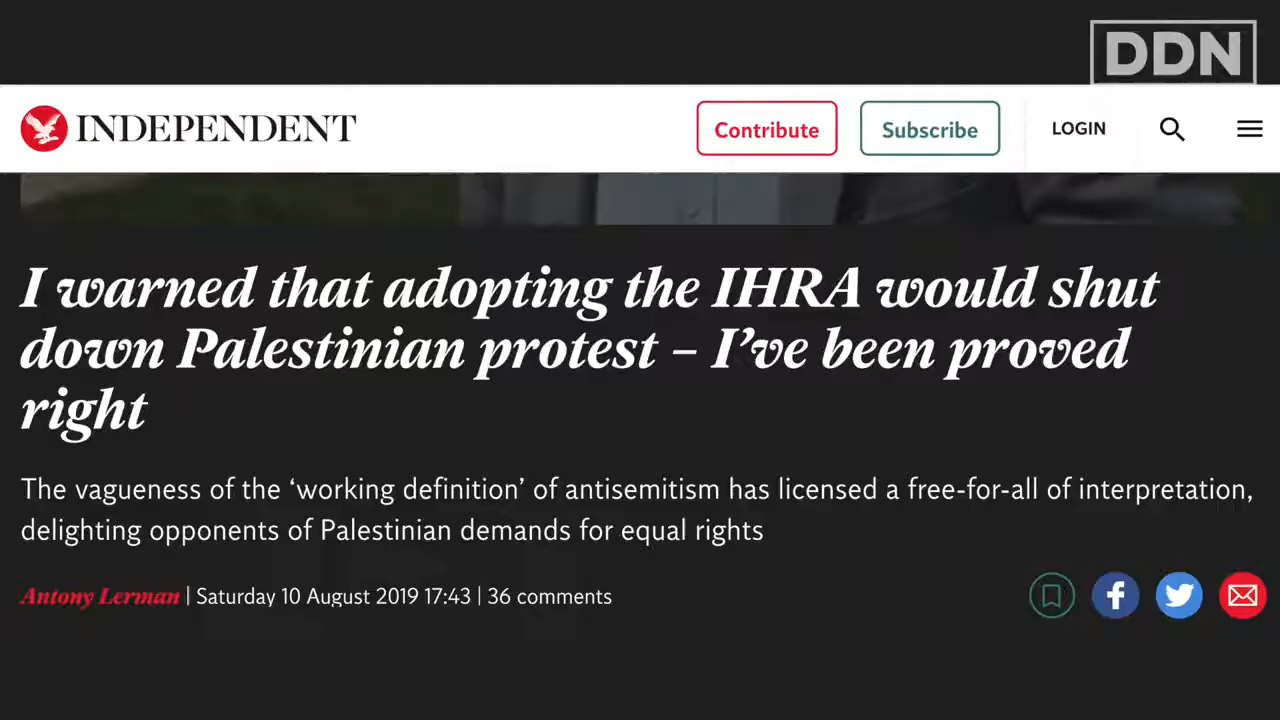 DDN
INDEPENDENT
Contribute
Subscribe
LOGIN
I warned that adopting the IHRA would shut
down Palestinian protest – I’ve been proved
right
The vagueness of the ‘working definition’ of antisemitism has licensed a free-for-all of interpretation,
delighting opponents of Palestinian demands for equal rights
Antony Lerman | Saturday 10 August 2019 17:43 | 36 comments